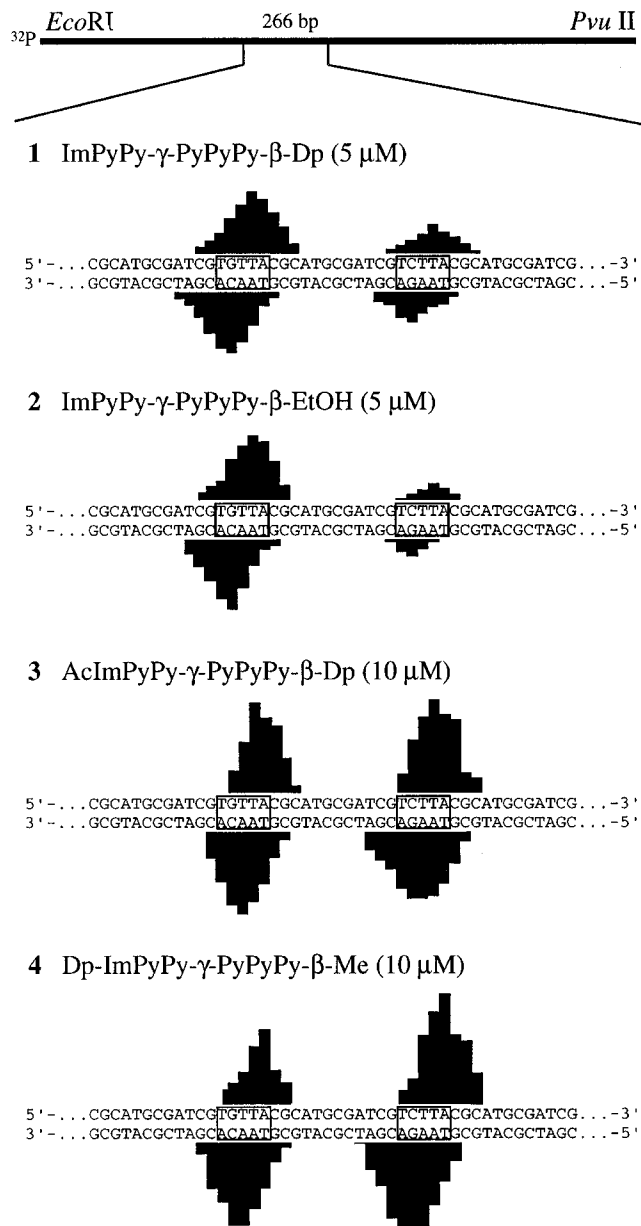 EcoRI 266 bp Pvu II
32P
1 ImPyPy-γ-PyPyPy-β-Dp (5 μM)
5'-...CGCATGCGATCGTGTTACGCATGCGATCGTCTTACGCATGCGATCG...-3'
3'-...GCGTACGCTAGCACAATGCGTACGCTAGCAGAATGCGTACGCTAGC...-5'
2 ImPyPy-γ-PyPyPy-β-EtOH (5 μM)
5'-...CGCATGCGATCGTGTTACGCATGCGATCGTCTTACGCATGCGATCG...-3'
3'-...GCGTACGCTAGCACAATGCGTACGCTAGCAGAATGCGTACGCTAGC...-5'
3 AcImPyPy-γ-PyPyPy-β-Dp (10 μM)
5'-...CGCATGCGATCGTGTTACGCATGCGATCGTCTTACGCATGCGATCG...-3'
3'-...GCGTACGCTAGCACAATGCGTACGCTAGCAGAATGCGTACGCTAGC...-5'
4 Dp-ImPyPy-γ-PyPyPy-β-Me (10 μM)
5'-...CGCATGCGATCGTGTTACGCATGCGATCGTCTTACGCATGCGATCG...-3'
3'-...GCGTACGCTAGCACAATGCGTACGCTAGCAGAATGCGTACGCTAGC...-5'